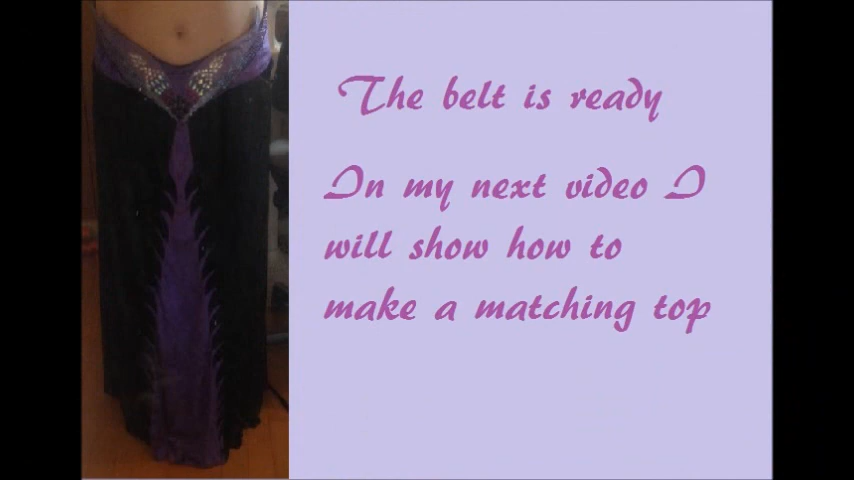 The belt is ready
In my next video I
will show how to
make a matching top